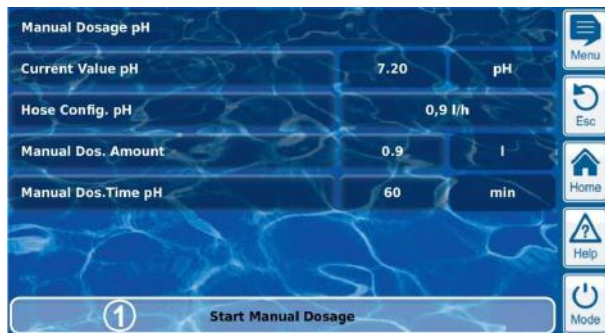 Manual Dosage pH
Menu
Current Value pH 7.20 pH
Esc
Hose Config. pH 0,9 l/h
Manual Dos. Amount 0.9 l
Home
Manual Dos.Time pH 60 min
Help
1 Start Manual Dosage
Mode